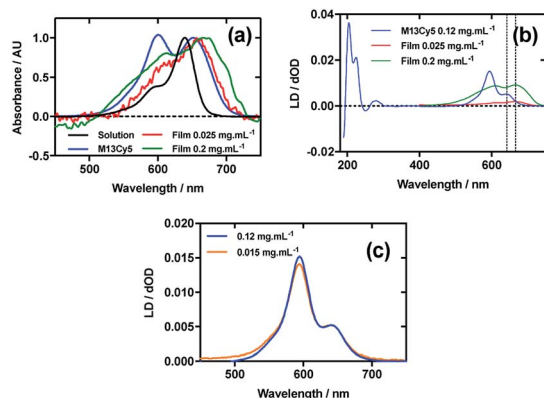 (a)
Absorbance / AU
1.0
0.5
0.0
-0.5
Solution
Film 0.025 mg.mL-1
M13Cy5
Film 0.2 mg.mL-1
500 600 700
Wavelength / nm
(b)
LD / dOD
0.04
0.02
0.00
-0.02
M13Cy5 0.12 mg.mL-1
Film 0.025 mg.mL-1
Film 0.2 mg.mL-1
200 400 600
Wavelength / nm
(c)
LD / dOD
0.020
0.015
0.010
0.005
0.000
0.12 mg.mL-1
0.015 mg.mL-1
500 600 700
Wavelength / nm